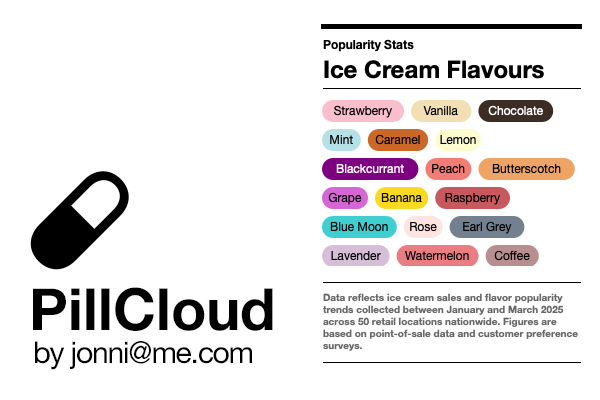 PillCloud
by jonni@me.com
Popularity Stats
Ice Cream Flavours
Strawberry Vanilla Chocolate
Mint Caramel Lemon
Blackcurrant Peach Butterscotch
Grape Banana Raspberry
Blue Moon Rose Earl Grey
Lavender Watermelon Coffee
Data reflects ice cream sales and flavor popularity
trends collected between January and March 2025
across 50 retail locations nationwide. Figures are
based on point-of-sale data and customer preference
surveys.